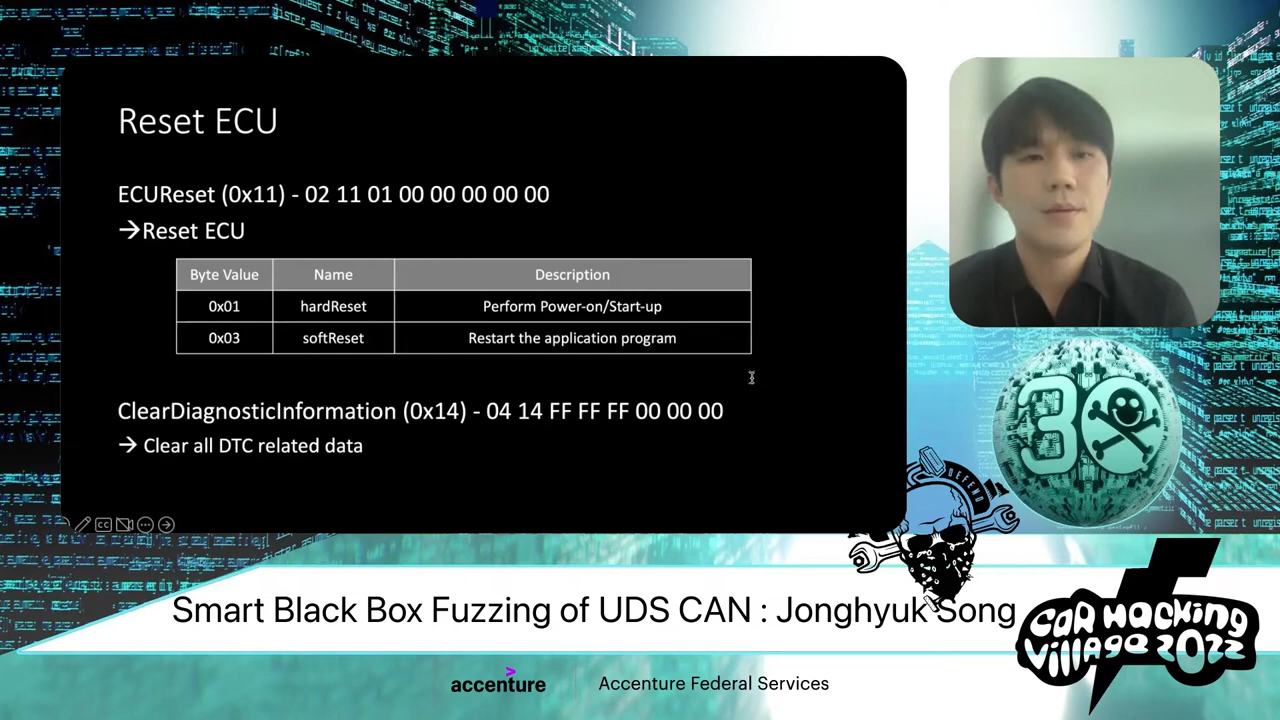 Reset ECU
ECUReset (0x11) - 02 11 01 00 00 00 00 00
→Reset ECU
Byte Value Name Description
0x01 hardReset Perform Power-on/Start-up
0x03 softReset Restart the application program
ClearDiagnosticInformation (0x14) - 04 14 FF FF FF 00 00 00
→ Clear all DTC related data
CC
30
DEFEND
Smart Black Box Fuzzing of UDS CAN : Jonghyuk Song
CAR HACKING
VILLAGE 2022
accenture
Accenture Federal Services